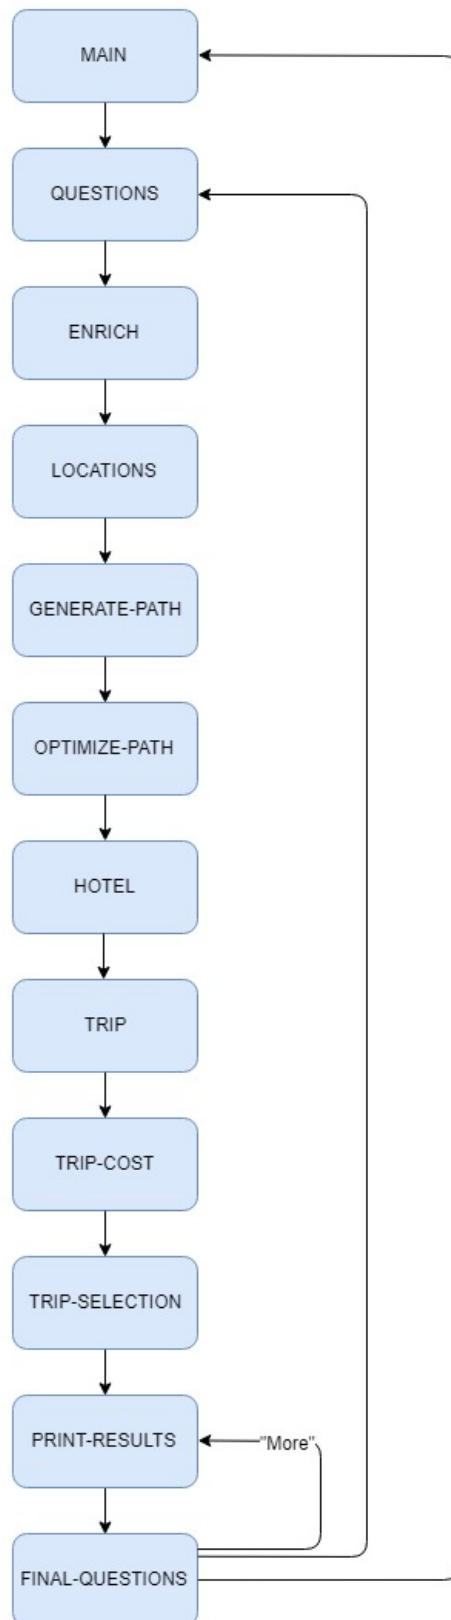 MAIN
QUESTIONS
ENRICH
LOCATIONS
GENERATE-PATH
OPTIMIZE-PATH
HOTEL
TRIP
TRIP-COST
TRIP-SELECTION
PRINT-RESULTS
"More"
FINAL-QUESTIONS